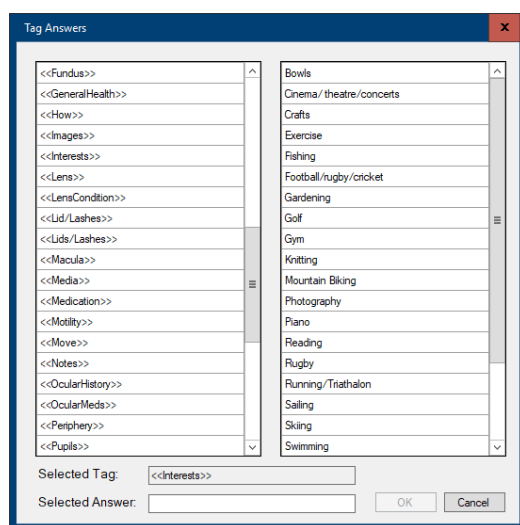 Tag Answers
x
<<Fundus>>
<<GeneralHealth>>
<<How>>
<<Images>>
<<Interests>>
<<Lens>>
<<LensCondition>>
<<Lid/Lashes>>
<<Lids/Lashes>>
<<Macula>>
<<Media>>
<<Medication>>
<<Motility>>
<<Move>>
<<Notes>>
<<OcularHistory>>
<<OcularMeds>>
<<Periphery>>
<<Pupils>>
Bowls
Cinema/theatre/concerts
Crafts
Exercise
Fishing
Football/rugby/cricket
Gardening
Golf
Gym
Knitting
Mountain Biking
Photography
Piano
Reading
Rugby
Running/Triathalon
Sailing
Skiing
Swimming
Selected Tag: <<Interests>>
Selected Answer:
OK Cancel